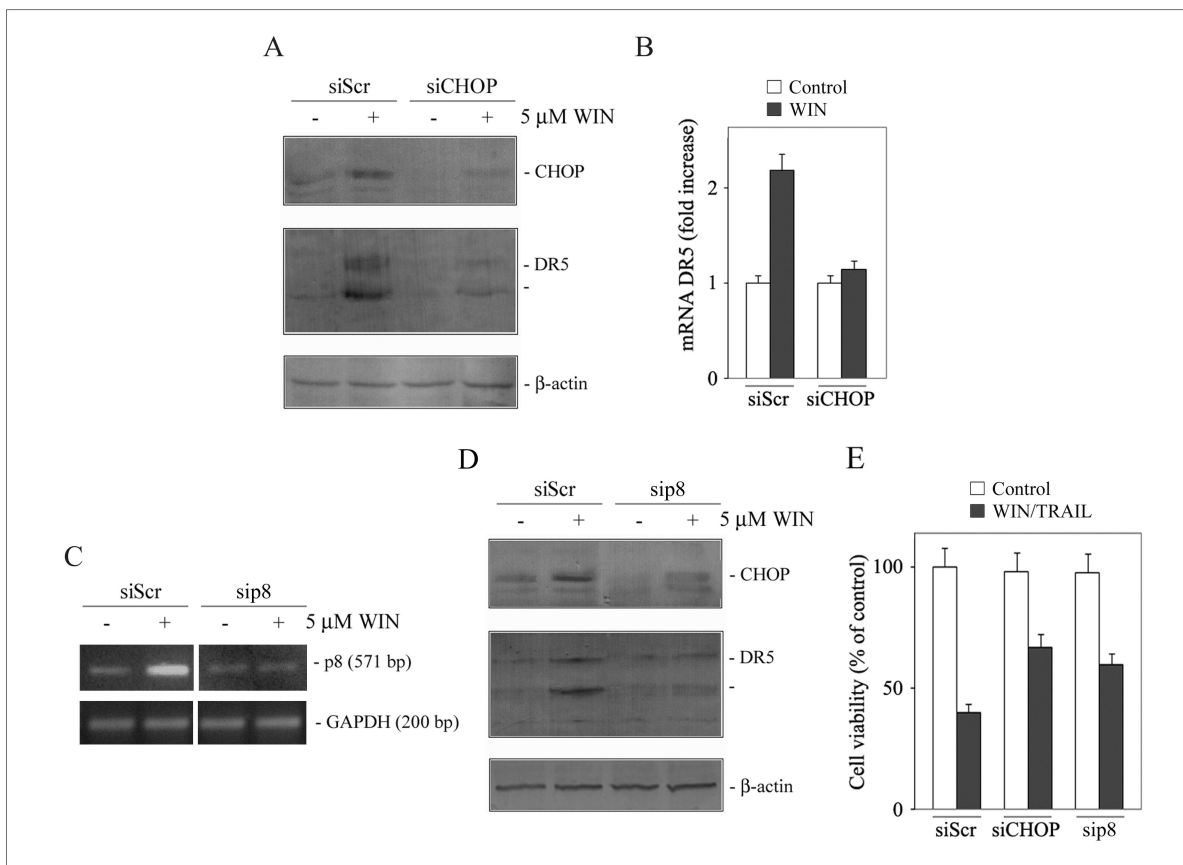 A
siScr siCHOP
- + - + 5 μM WIN
- CHOP
- DR5
-
- β-actin
B
Control
WIN
mRNA DR5 (fold increase)
2
1
0
siScr siCHOP
C
siScr sip8
- + - + 5 μM WIN
- p8 (571 bp)
- GAPDH (200 bp)
D
siScr sip8
- + - + 5 μM WIN
- CHOP
- DR5
-
- β-actin
E
Control
WIN/TRAIL
Cell viability (% of control)
100
50
0
siScr siCHOP sip8